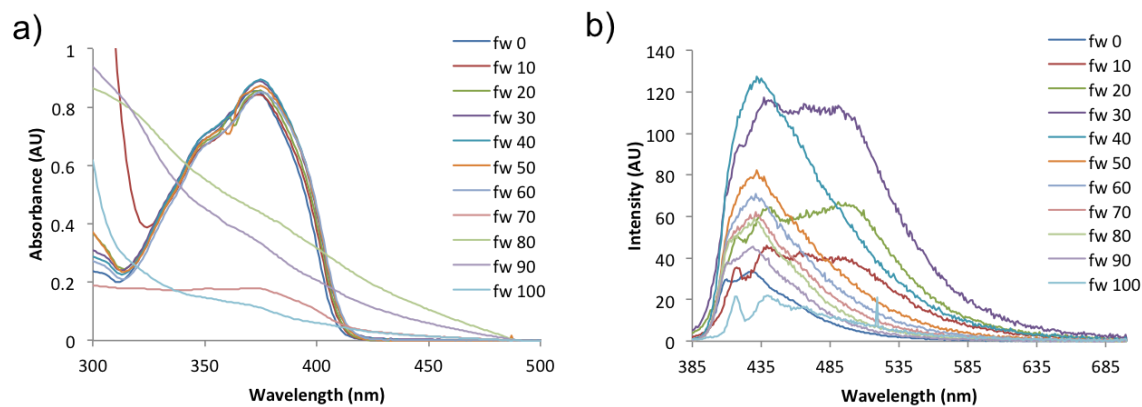 a)
Absorbance (AU)
1
0.8
0.6
0.4
0.2
0
300
350
400
450
500
Wavelength (nm)
fw 0
fw 10
fw 20
fw 30
fw 40
fw 50
fw 60
fw 70
fw 80
fw 90
fw 100
b)
Intensity (AU)
140
120
100
80
60
40
20
0
385
435
485
535
585
635
685
Wavelength (nm)
fw 0
fw 10
fw 20
fw 30
fw 40
fw 50
fw 60
fw 70
fw 80
fw 90
fw 100